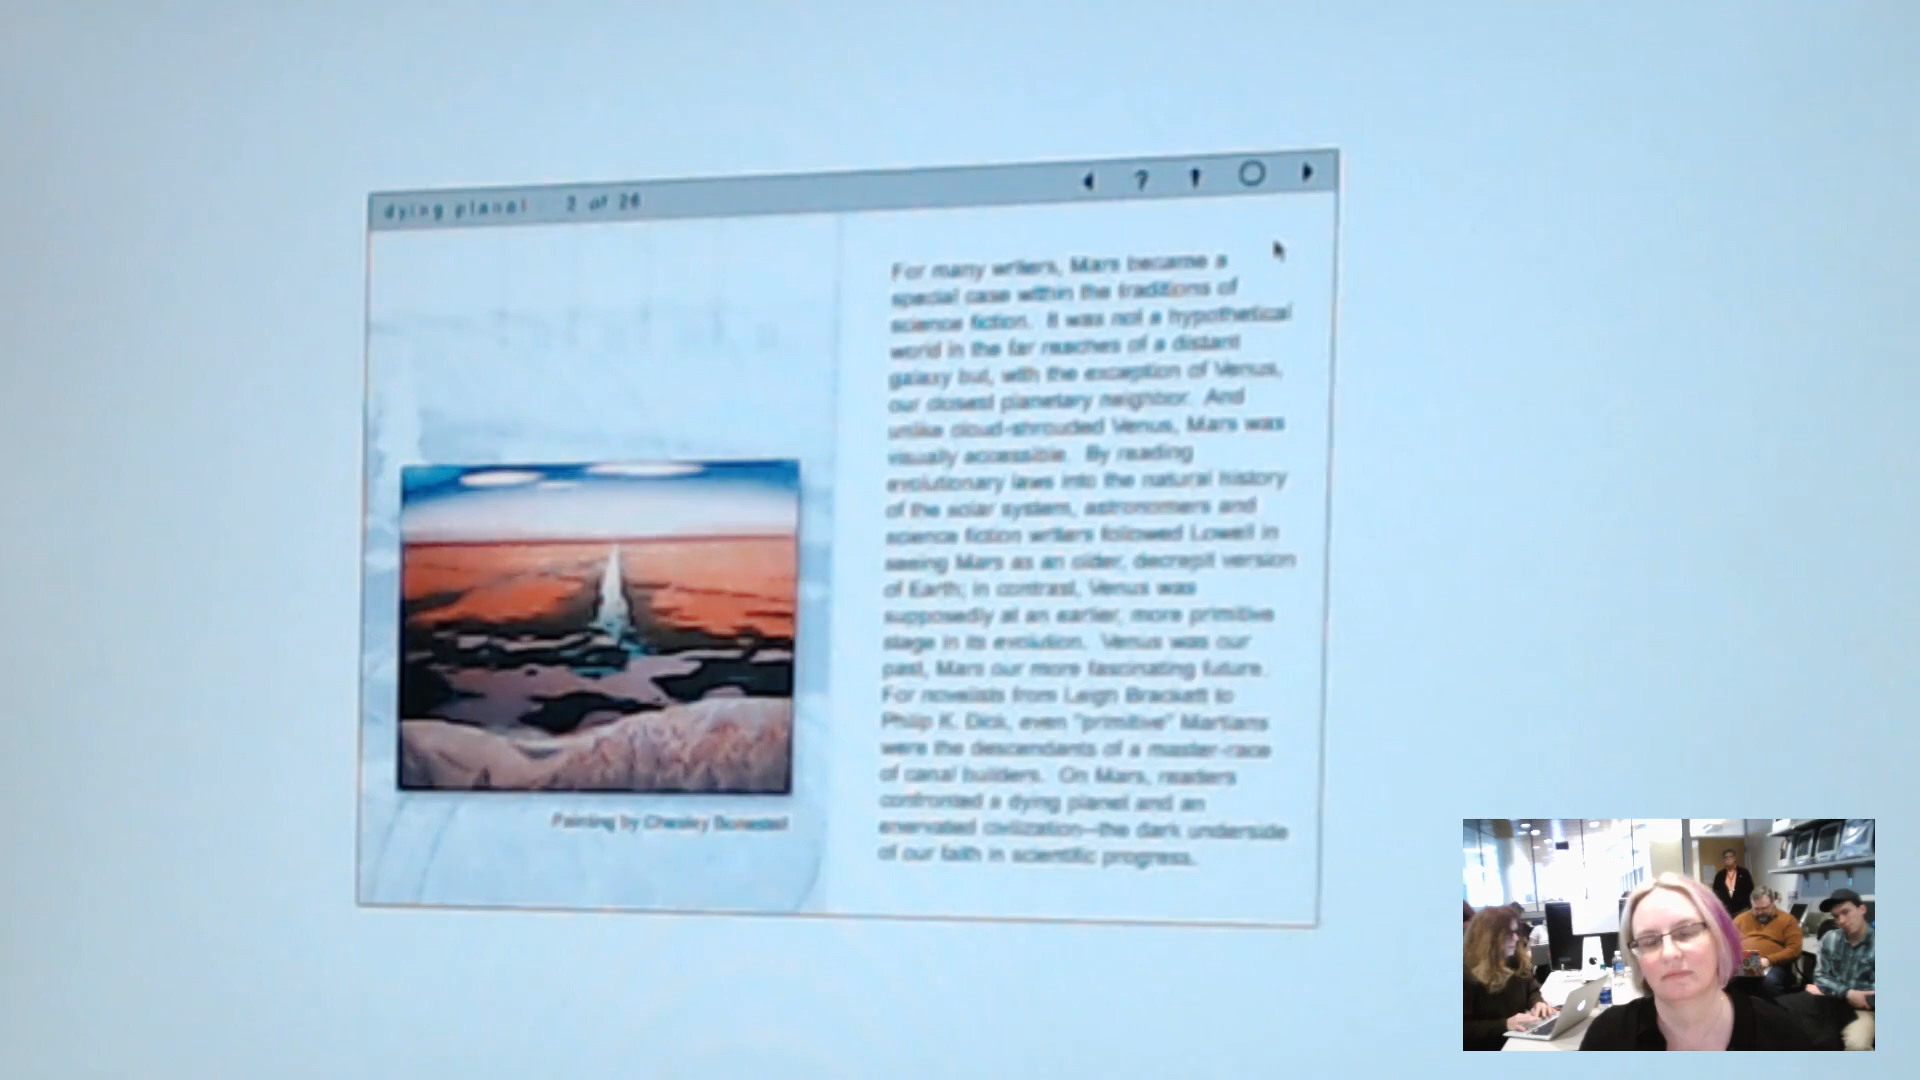 dying planet 2 of 26
?
For many writers, Mars became a
special case within the traditions of
science fiction. It was not a hypothetical
world in the far reaches of a distant
galaxy but, with the exception of Venus,
our closest planetary neighbor. And
unlike cloud-shrouded Venus, Mars was
visually accessible. By reading
evolutionary laws into the natural history
of the solar system, astronomers and
science fiction writers followed Lowell in
seeing Mars as an older, decrepit version
of Earth; in contrast, Venus was
supposedly at an earlier, more primitive
stage in its evolution. Venus was our
past, Mars our more fascinating future.
For novelists from Leigh Brackett to
Philip K. Dick, even "primitive" Martians
were the descendants of a master-race
of canal builders. On Mars, readers
confronted a dying planet and an
enervated civilization—the dark underside
of our faith in scientific progress.
Painting by Chesley Bonestell